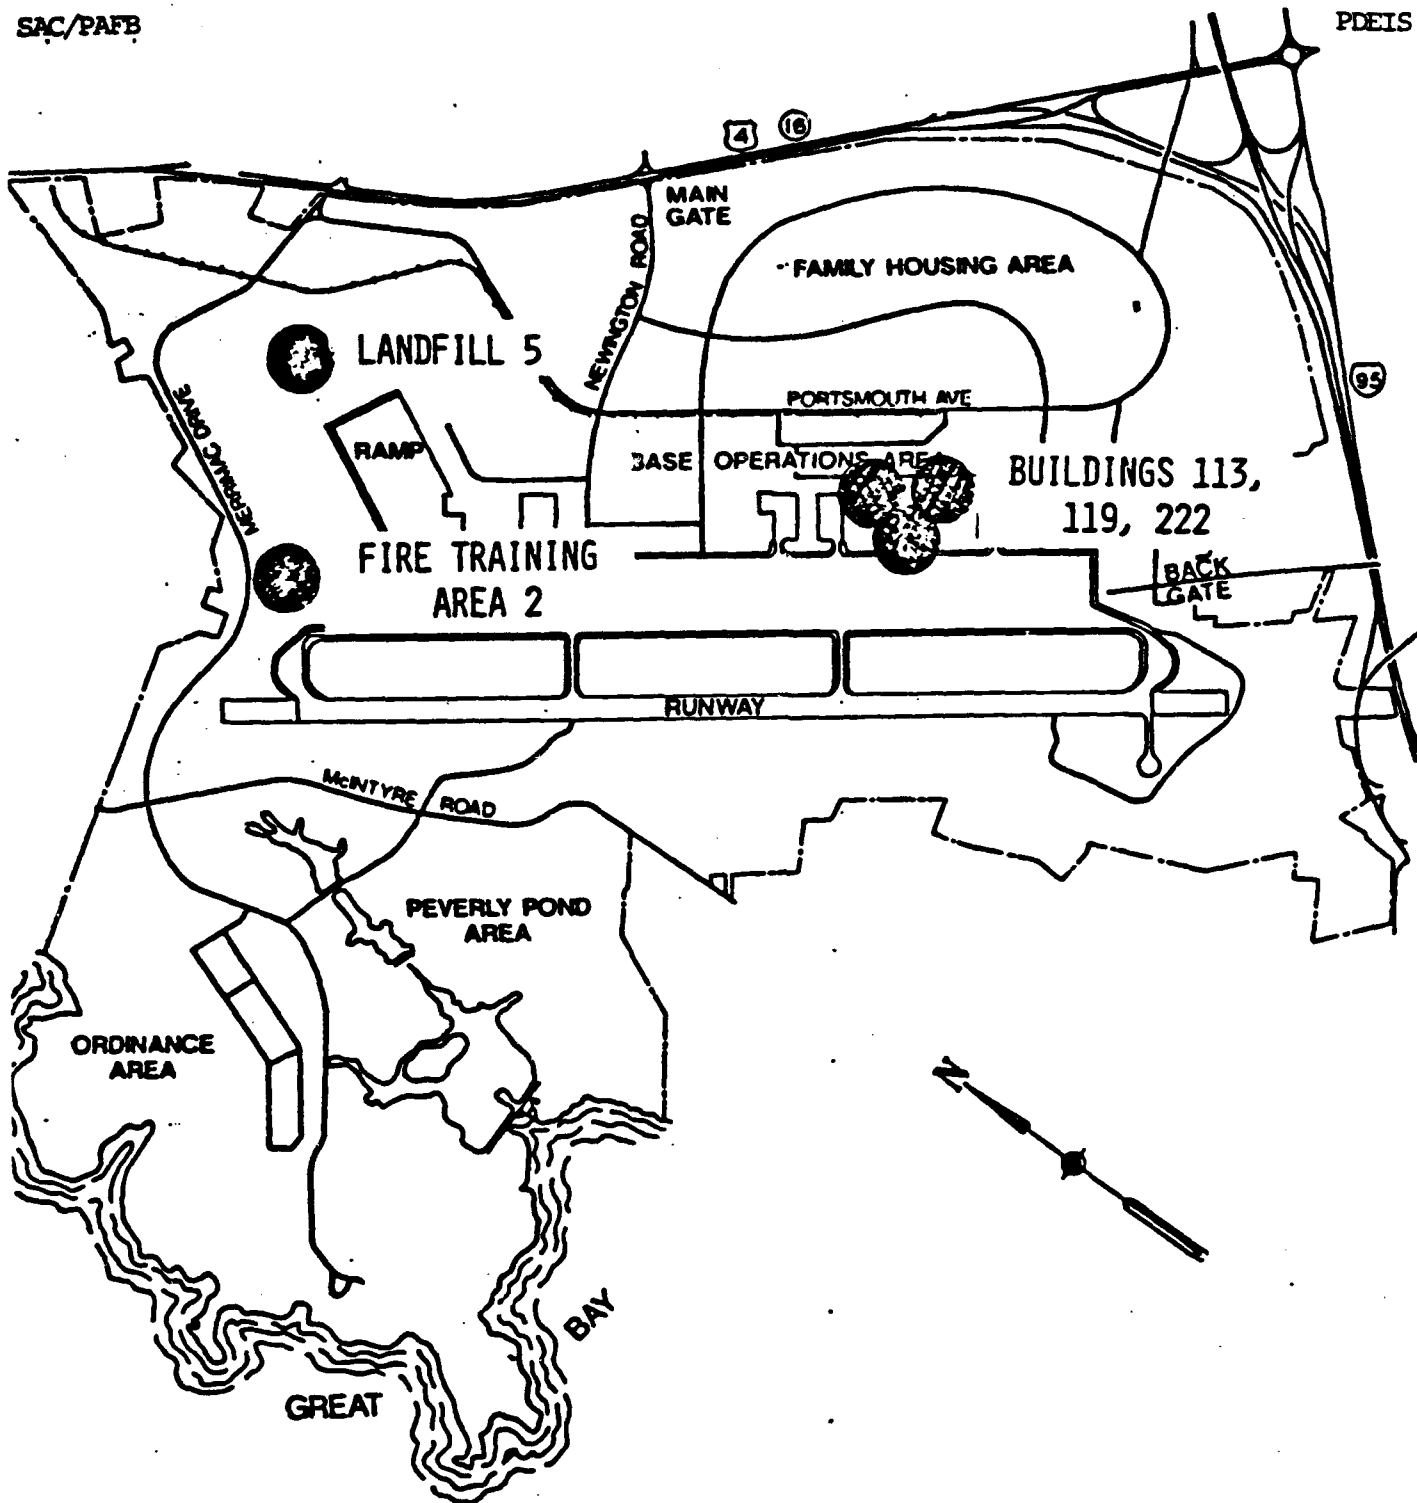 SAC/PAFB
PDEIS
4
16
MAIN
GATE
NEWINGTON ROAD
FAMILY HOUSING AREA
LANDFILL 5
95
MERRIMAC DRIVE
PORTSMOUTH AVE
RAMP
BASE OPERATIONS AREA
BUILDINGS 113,
119, 222
FIRE TRAINING
AREA 2
BACK
GATE
RUNWAY
McINTYRE ROAD
PEVERLY POND
AREA
ORDINANCE
AREA
N
BAY
GREAT